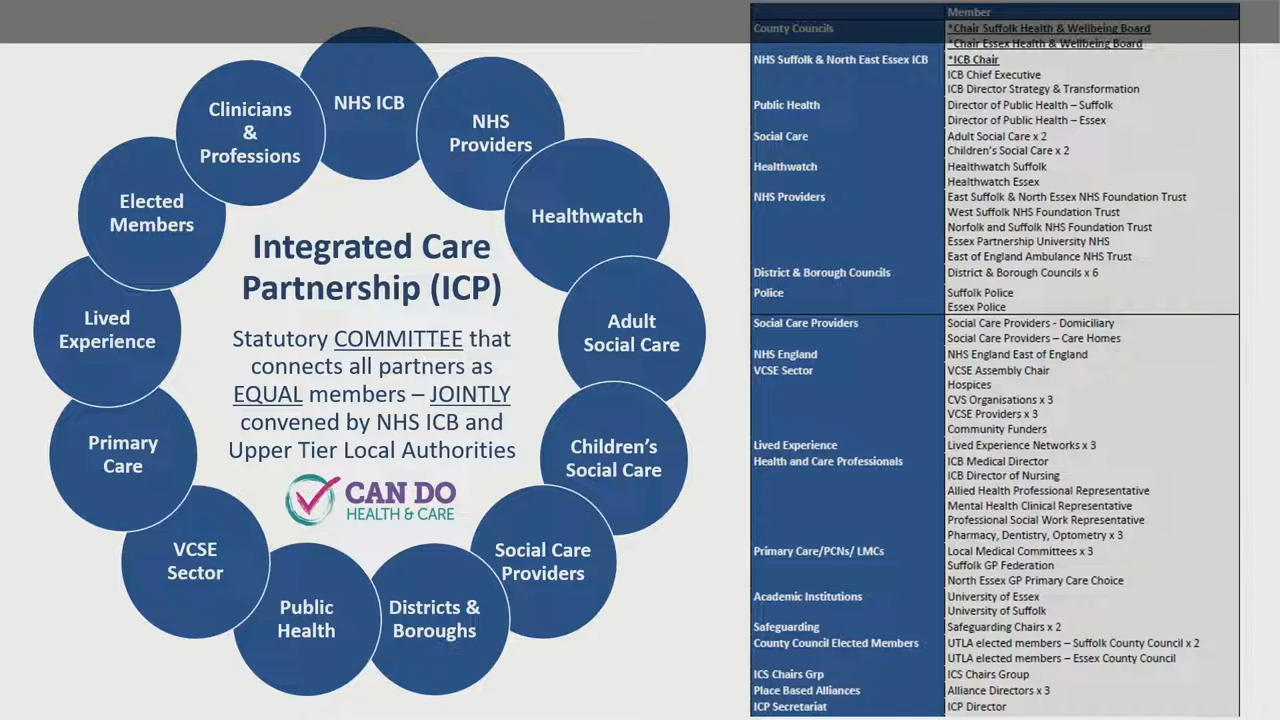 NHS ICB
NHS
Providers
Healthwatch
Adult
Social Care
Children's
Social Care
Social Care
Providers
Districts &
Boroughs
Public
Health
VCSE
Sector
Primary
Care
Lived
Experience
Elected
Members
Clinicians
&
Professions
Integrated Care
Partnership (ICP)
Statutory COMMITTEE that
connects all partners as
EQUAL members – JOINTLY
convened by NHS ICB and
Upper Tier Local Authorities
CAN DO
HEALTH & CARE
Member
County Councils *Chair Suffolk Health & Wellbeing Board
*Chair Essex Health & Wellbeing Board
NHS Suffolk & North East Essex ICB *ICB Chair
ICB Chief Executive
ICB Director Strategy & Transformation
Public Health Director of Public Health – Suffolk
Director of Public Health – Essex
Social Care Adult Social Care x 2
Children's Social Care x 2
Healthwatch Healthwatch Suffolk
Healthwatch Essex
NHS Providers East Suffolk & North Essex NHS Foundation Trust
West Suffolk NHS Foundation Trust
Norfolk and Suffolk NHS Foundation Trust
Essex Partnership University NHS
East of England Ambulance NHS Trust
District & Borough Councils District & Borough Councils x 6
Police Suffolk Police
Essex Police
Social Care Providers Social Care Providers - Domiciliary
Social Care Providers – Care Homes
NHS England NHS England East of England
VCSE Sector VCSE Assembly Chair
Hospices
CVS Organisations x 3
VCSE Providers x 3
Community Funders
Lived Experience Lived Experience Networks x 3
Health and Care Professionals ICB Medical Director
ICB Director of Nursing
Allied Health Professional Representative
Mental Health Clinical Representative
Professional Social Work Representative
Pharmacy, Dentistry, Optometry x 3
Primary Care/PCNs/ LMCs Local Medical Committees x 3
Suffolk GP Federation
North Essex GP Primary Care Choice
Academic Institutions University of Essex
University of Suffolk
Safeguarding Safeguarding Chairs x 2
County Council Elected Members UTLA elected members – Suffolk County Council x 2
UTLA elected members – Essex County Council
ICS Chairs Grp ICS Chairs Group
Place Based Alliances Alliance Directors x 3
ICP Secretariat ICP Director